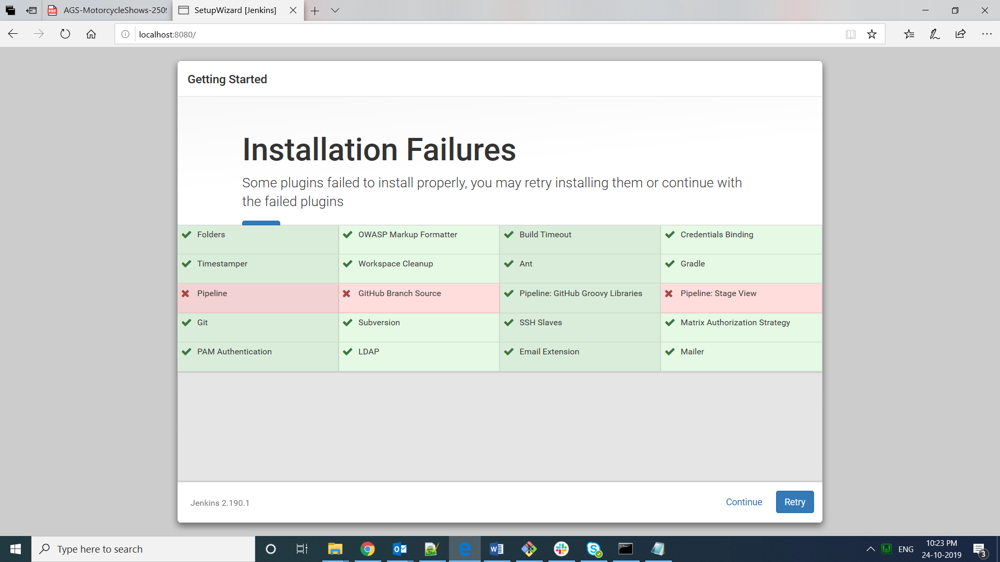 AGS-MotorcycleShows-2509
SetupWizard [Jenkins]
localhost:8080/
Getting Started
Installation Failures
Some plugins failed to install properly, you may retry installing them or continue with
the failed plugins
Folders
OWASP Markup Formatter
Build Timeout
Credentials Binding
Timestamper
Workspace Cleanup
Ant
Gradle
Pipeline
GitHub Branch Source
Pipeline: GitHub Groovy Libraries
Pipeline: Stage View
Git
Subversion
SSH Slaves
Matrix Authorization Strategy
PAM Authentication
LDAP
Email Extension
Mailer
Jenkins 2.190.1
Continue
Retry
Type here to search
ENG
10:23 PM
24-10-2019
3